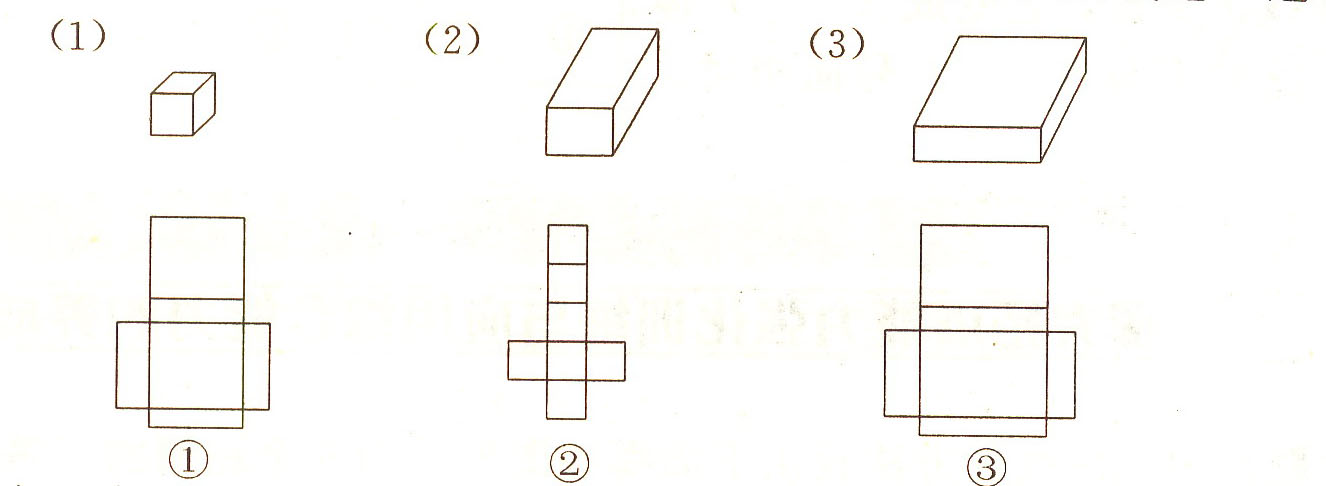 (1) (2) (3)
① ② ③